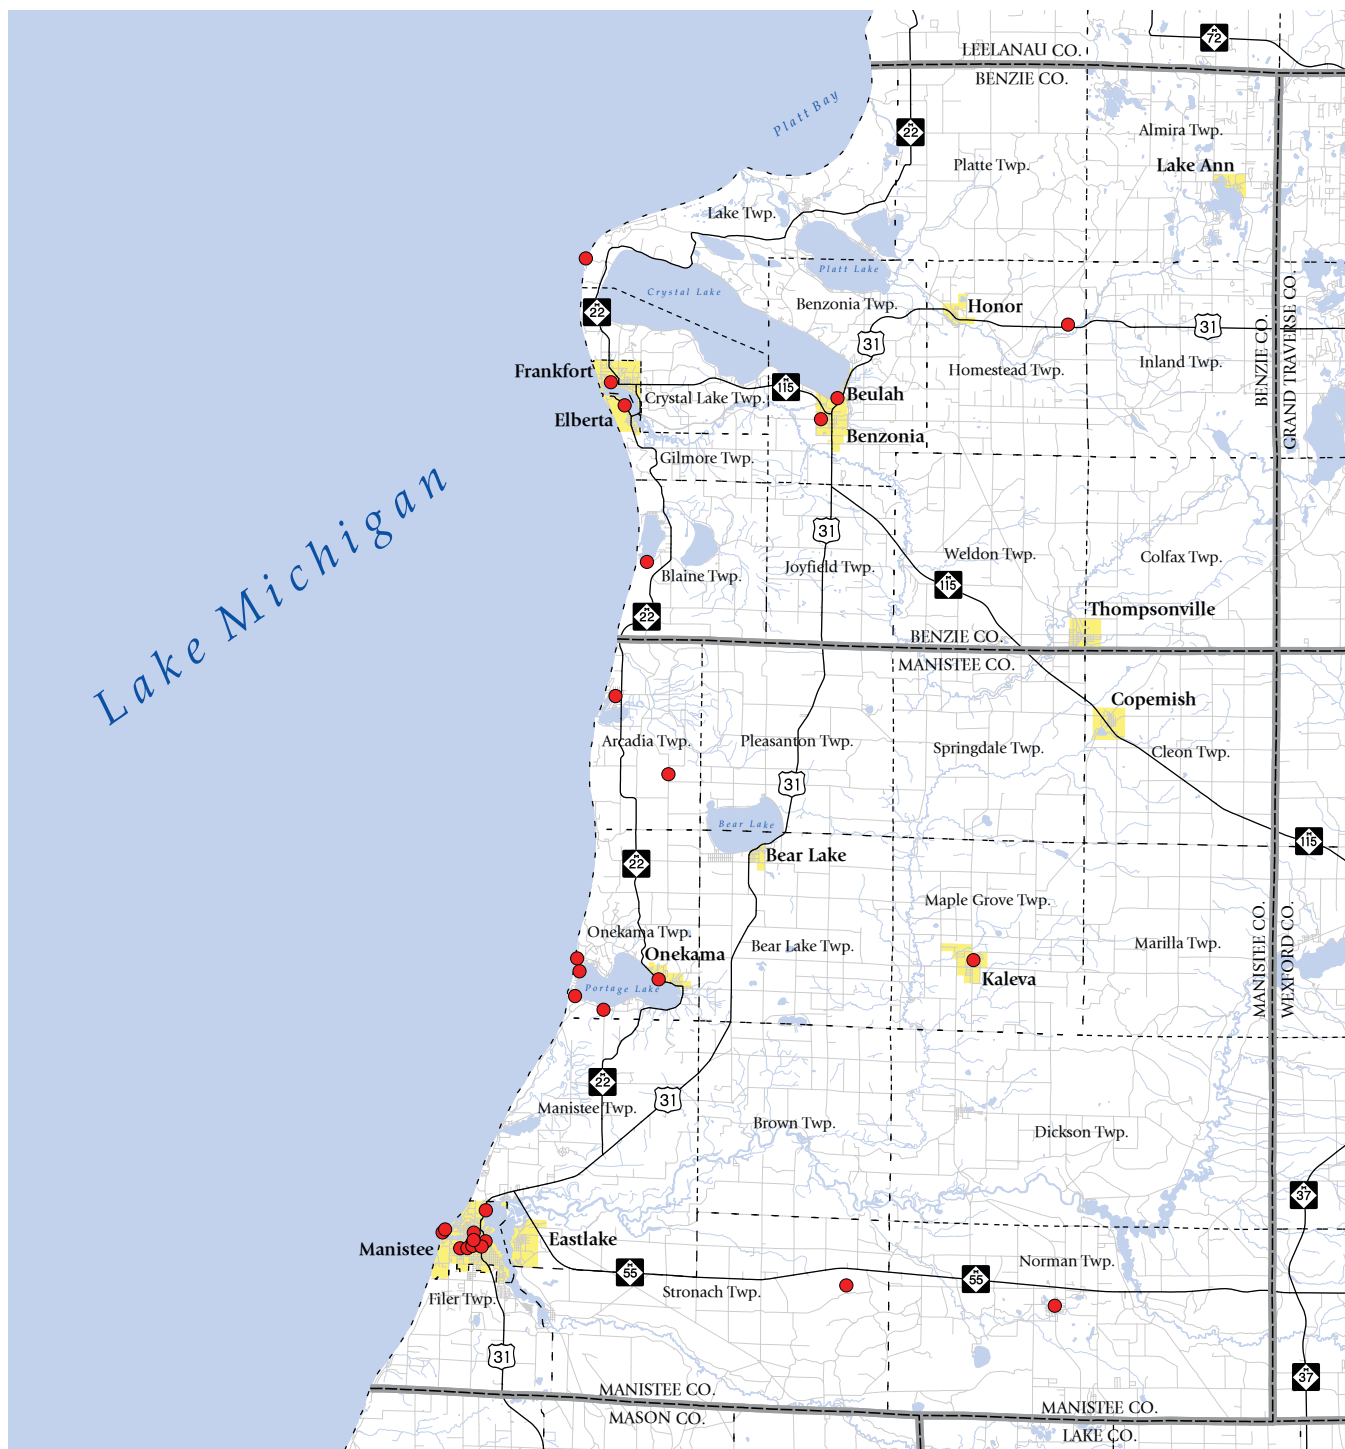 M
72
LEELANAU CO.
BENZIE CO.
Platt Bay
M
22
Almira Twp.
Platte Twp.
Lake Ann
Lake Twp.
Platt Lake
Crystal Lake
M
22
Benzonia Twp.
Honor
31
31
BENZIE CO.
GRAND TRAVERSE CO.
Inland Twp.
Homestead Twp.
Frankfort
M
115
Crystal Lake Twp.
Beulah
Elberta
Benzonia
Gilmore Twp.
Lake Michigan
31
Weldon Twp.
Colfax Twp.
Joyfield Twp.
Blaine Twp.
M
115
Thompsonville
M
22
BENZIE CO.
MANISTEE CO.
Copemish
Arcadia Twp.
Pleasanton Twp.
Springdale Twp.
Cleon Twp.
31
Bear Lake
M
115
Bear Lake
M
22
Maple Grove Twp.
MANISTEE CO.
WEXFORD CO.
Onekama Twp.
Bear Lake Twp.
Marilla Twp.
Onekama
Kaleva
Portage Lake
M
22
31
Manistee Twp.
Brown Twp.
Dickson Twp.
M
37
Manistee
Eastlake
Norman Twp.
M
55
M
55
Stronach Twp.
Filer Twp.
31
M
37
MANISTEE CO.
MASON CO.
MANISTEE CO.
LAKE CO.